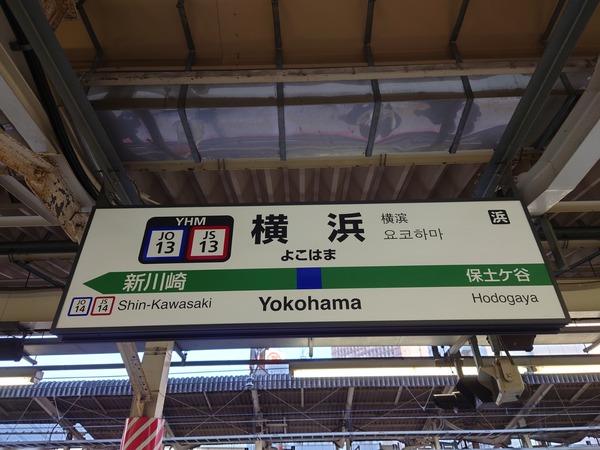 YHM
JO 13
JS 13
横浜
よこはま
横滨
요코하마
浜
新川崎
保土ケ谷
JO 14
JS 14
Shin-Kawasaki
Yokohama
Hodogaya